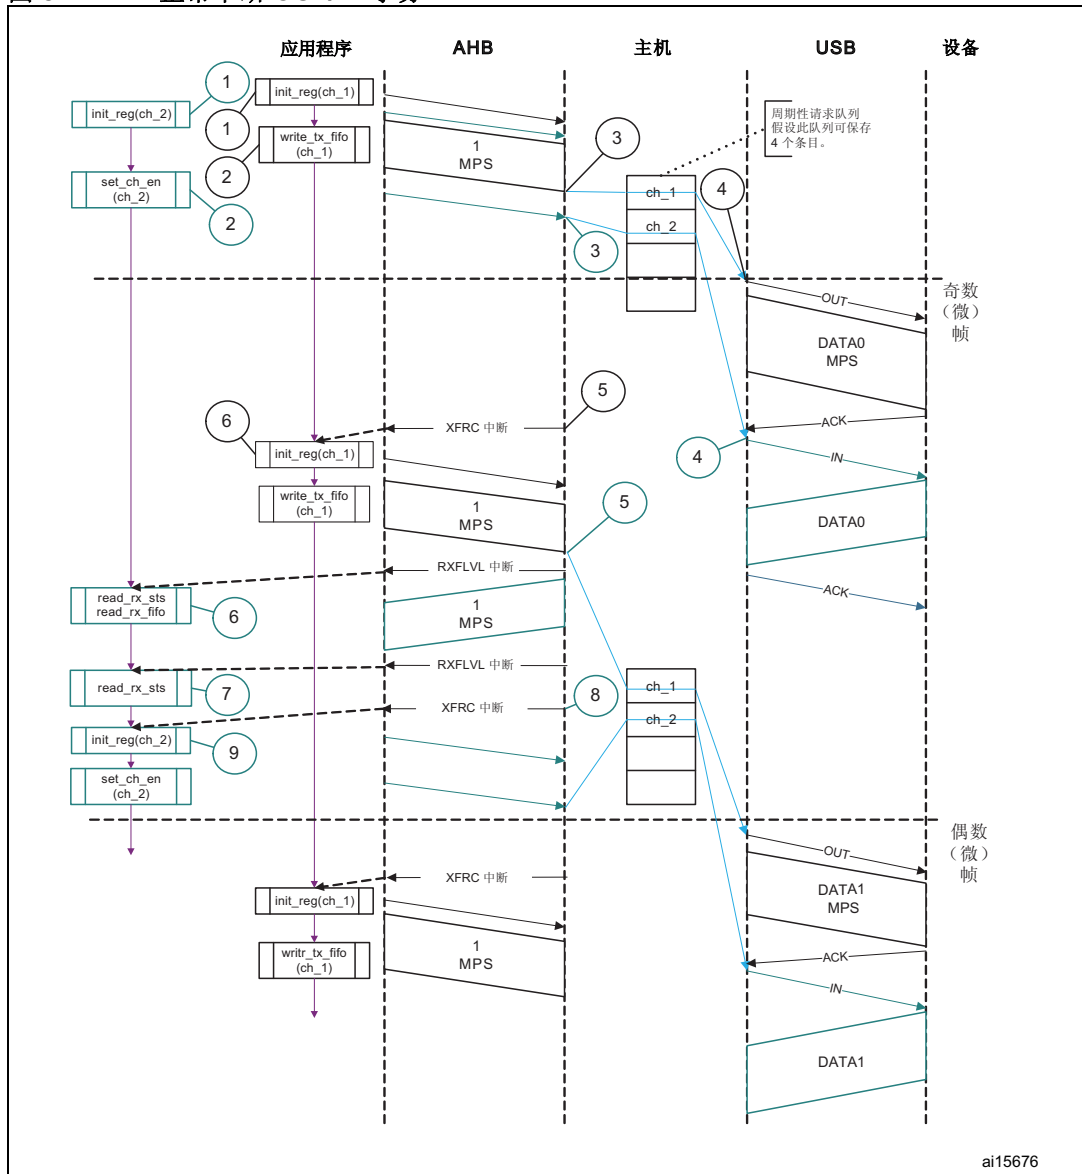 应用程序 AHB 主机 USB 设备
1
init_reg(ch_1)
init_reg(ch_2)
1
周期性请求队列
假设此队列可保存
4 个条目。
write_tx_fifo
(ch_1)
1
MPS
3
2
set_ch_en
(ch_2)
4
ch_1
2
ch_2
3
奇数
（微）
帧
OUT
DATA0
MPS
5
ACK
6
XFRC 中断
init_reg(ch_1)
4
IN
write_tx_fifo
(ch_1)
1
MPS
5
DATA0
RXFLVL 中断
ACK
read_rx_sts
read_rx_fifo
6
1
MPS
RXFLVL 中断
read_rx_sts
7
8
ch_1
XFRC 中断
ch_2
init_reg(ch_2)
9
set_ch_en
(ch_2)
偶数
（微）
帧
OUT
XFRC 中断
init_reg(ch_1)
DATA1
MPS
writr_tx_fifo
(ch_1)
1
MPS
ACK
IN
DATA1
ai15676